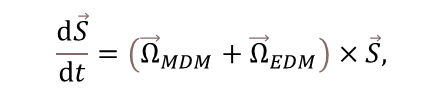 dS⃗/dt = (Ω⃗_MDM + Ω⃗_EDM) × S⃗,